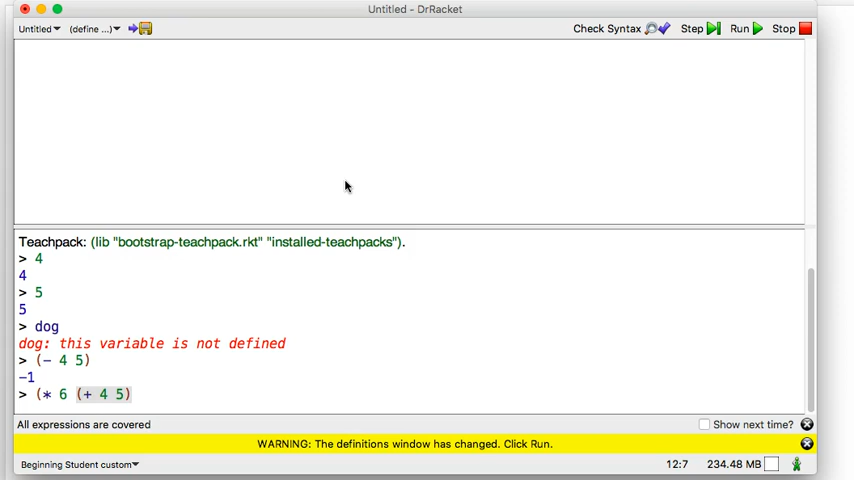 Untitled - DrRacket
Untitled (define ...) Check Syntax Step Run Stop
Teachpack: (lib "bootstrap-teachpack.rkt" "installed-teachpacks").
> 4
4
> 5
5
> dog
dog: this variable is not defined
> (- 4 5)
-1
> (* 6 (+ 4 5)
All expressions are covered Show next time?
WARNING: The definitions window has changed. Click Run.
Beginning Student custom 12:7 234.48 MB